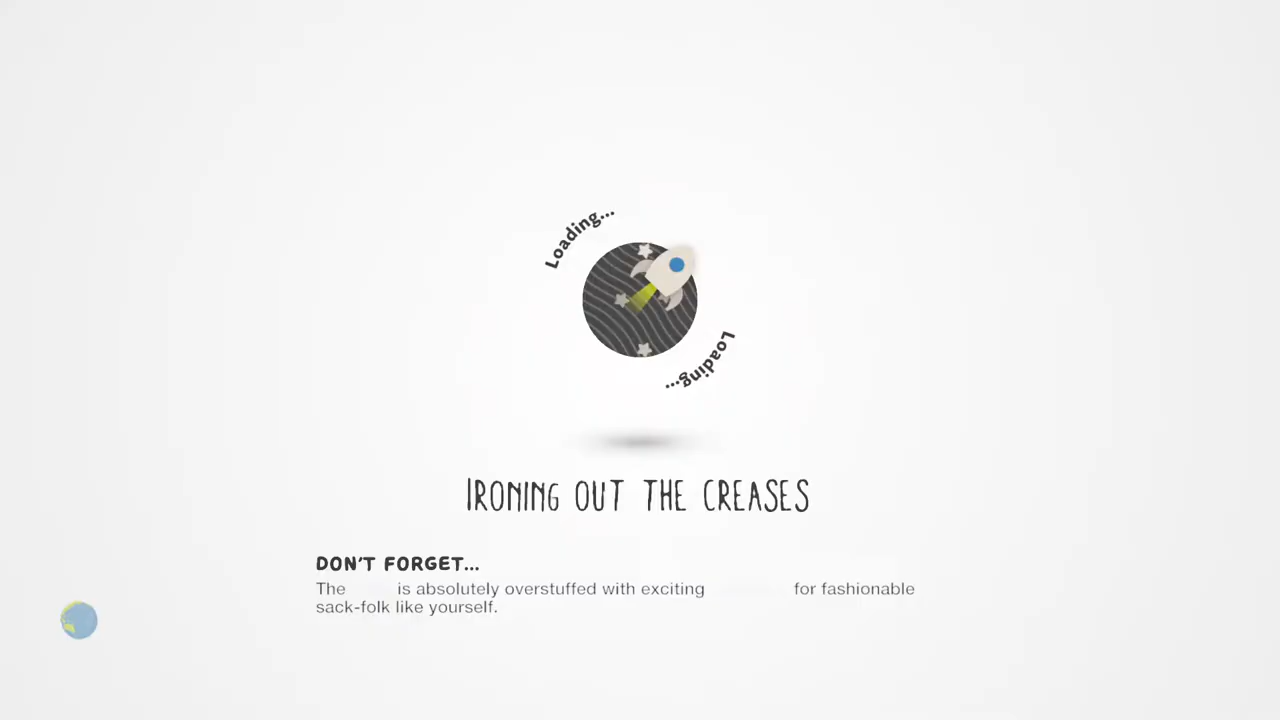 Loading...
Loading...
IRONING OUT THE CREASES
DON'T FORGET...
The is absolutely overstuffed with exciting for fashionable
sack-folk like yourself.